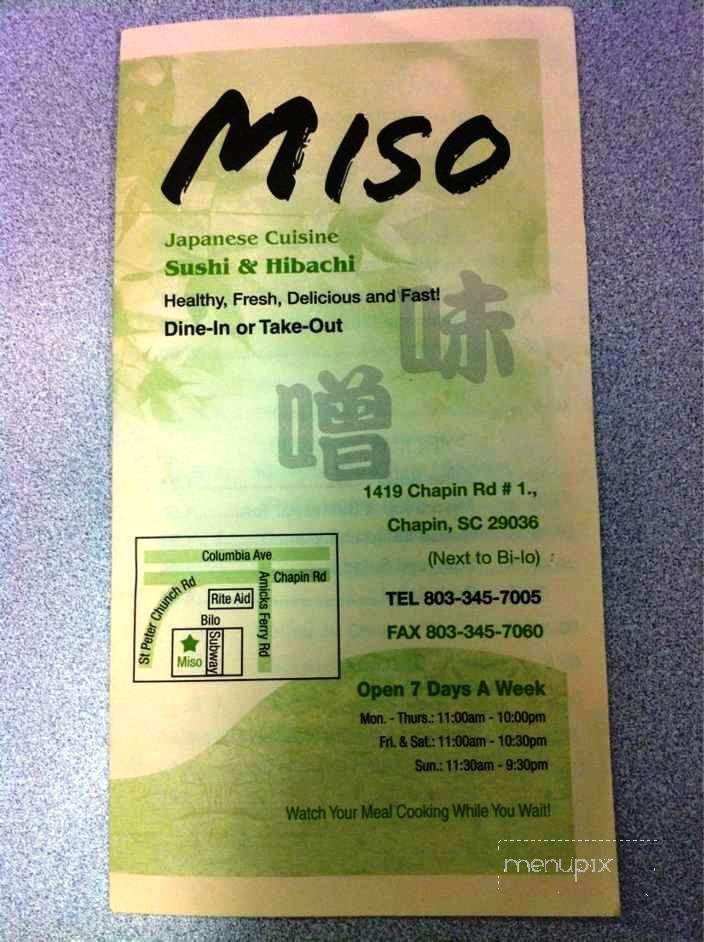 MISO
Japanese Cuisine
Sushi & Hibachi
Healthy, Fresh, Delicious and Fast!
Dine-In or Take-Out
味
噌
1419 Chapin Rd # 1.,
Chapin, SC 29036
(Next to Bi-lo)
TEL 803-345-7005
FAX 803-345-7060
Columbia Ave
Chapin Rd
St Peter Chunch Rd
Amicks Ferry Rd
Rite Aid
Bilo
Subway
Miso
Open 7 Days A Week
Mon. - Thurs.: 11:00am - 10:00pm
Fri. & Sat.: 11:00am - 10:30pm
Sun.: 11:30am - 9:30pm
Watch Your Meal Cooking While You Wait!
menupix